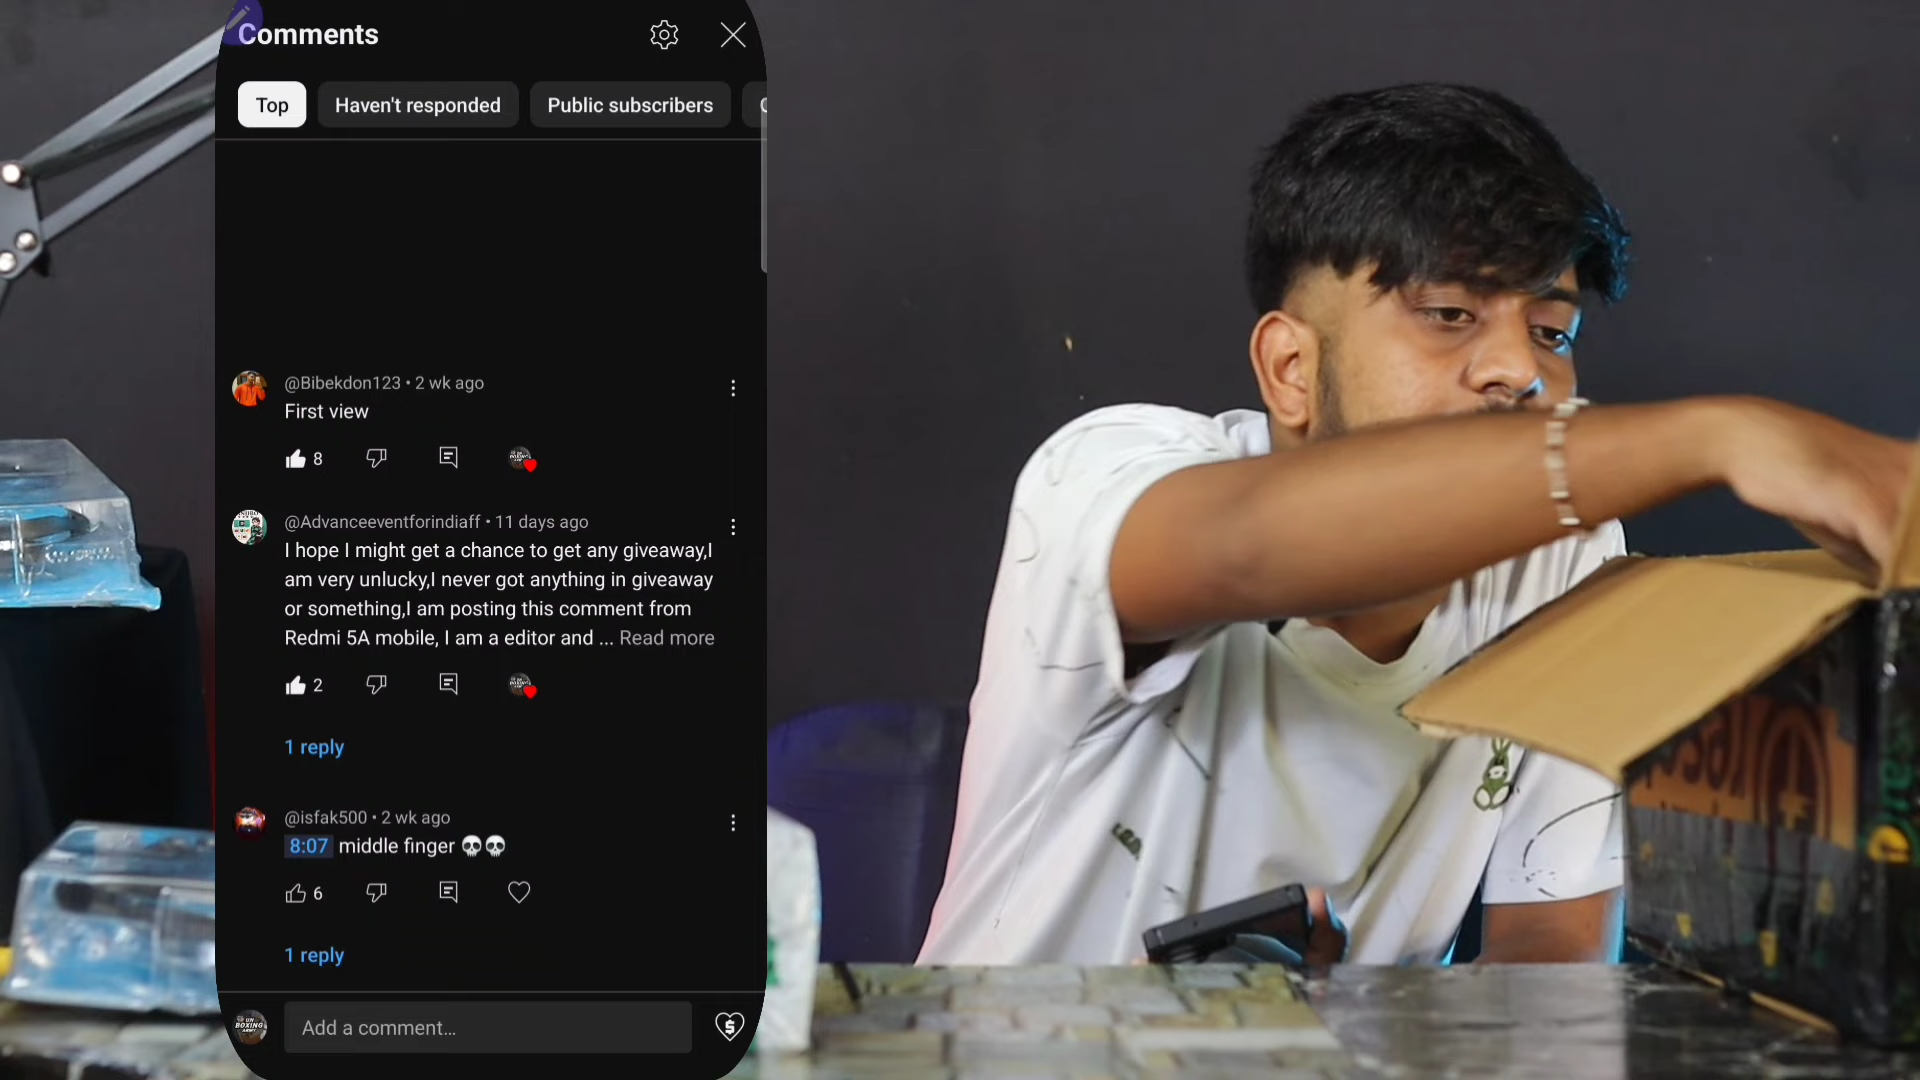 Comments
Top
Haven't responded
Public subscribers
@Bibekdon123 • 2 wk ago
First view
8
@Advanceeventforindiaff • 11 days ago
I hope I might get a chance to get any giveaway,I
am very unlucky,I never got anything in giveaway
or something,I am posting this comment from
Redmi 5A mobile, I am a editor and ... Read more
2
1 reply
@isfak500 • 2 wk ago
8:07 middle finger 💀💀
6
1 reply
BOXING
Add a comment...